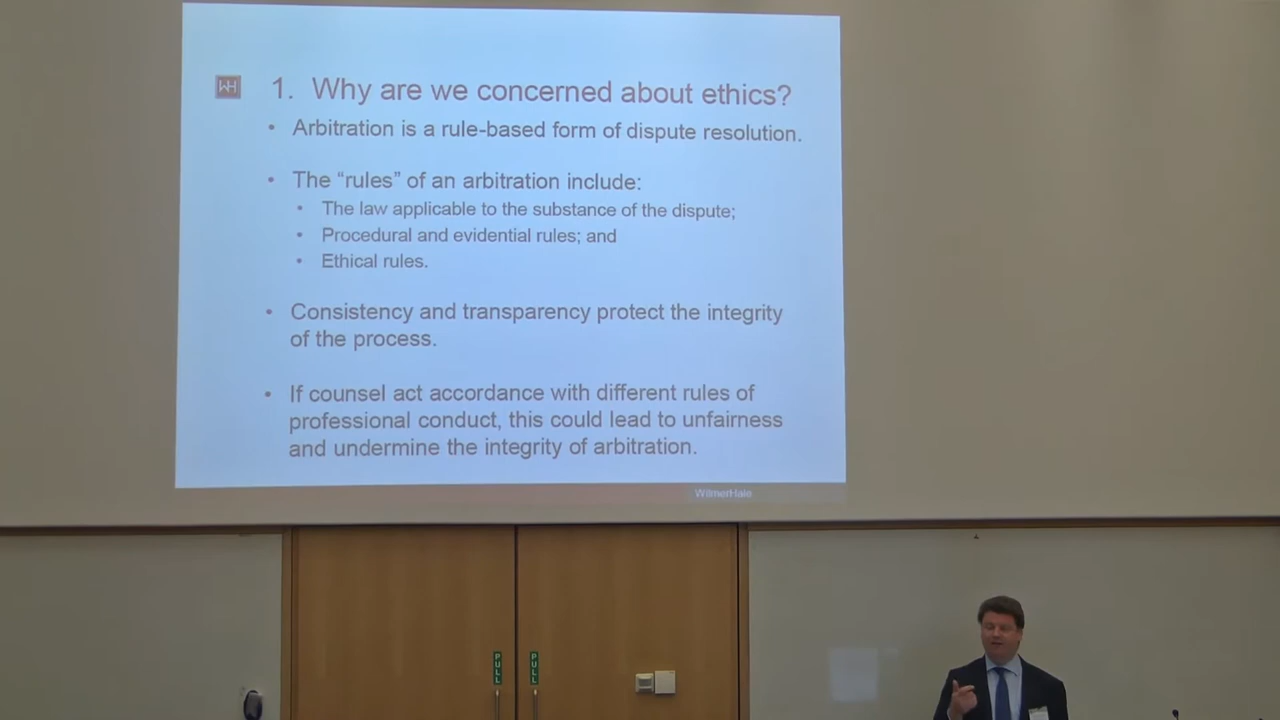 WH
1. Why are we concerned about ethics?
• Arbitration is a rule-based form of dispute resolution.
• The “rules” of an arbitration include:
• The law applicable to the substance of the dispute;
• Procedural and evidential rules; and
• Ethical rules.
• Consistency and transparency protect the integrity
of the process.
• If counsel act accordance with different rules of
professional conduct, this could lead to unfairness
and undermine the integrity of arbitration.
WilmerHale
PULL
PULL